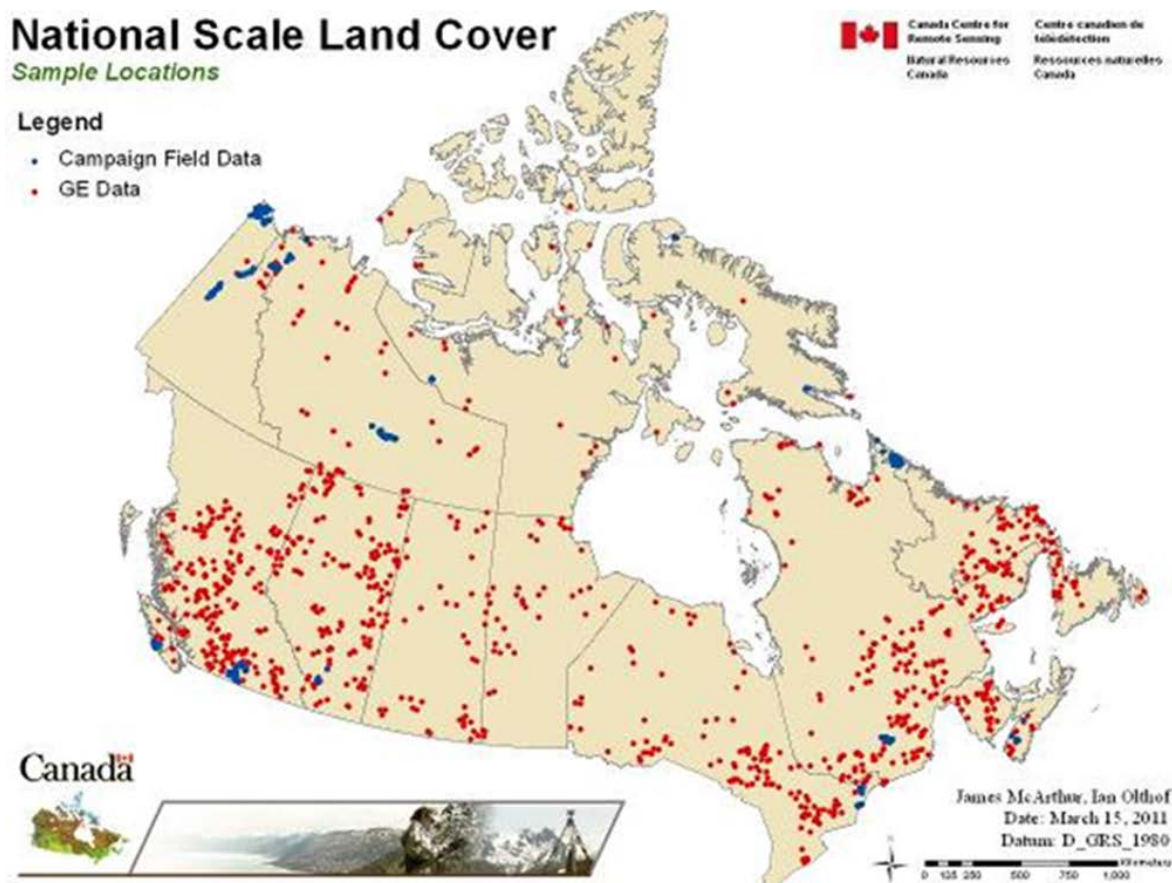 National Scale Land Cover
Sample Locations
Canada Centre for
Remote Sensing
Natural Resources
Canada
Centre canadien de
télédétection
Ressources naturelles
Canada
Legend
Campaign Field Data
GE Data
Canada
James McArthur, Ian Olthof
Date: March 15, 2011
Datum: D_GRS_1980
Kilometers
0 125 250 500 750 1,000